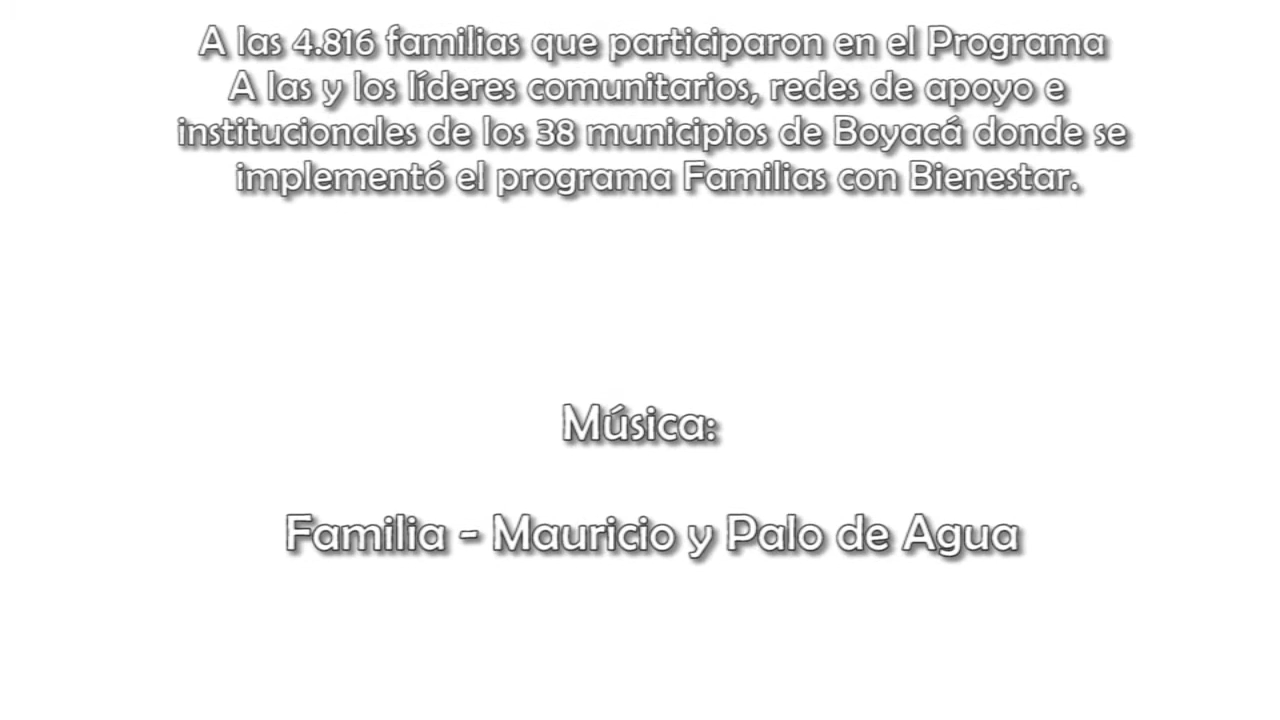 A las 4.816 familias que participaron en el Programa
A las y los líderes comunitarios, redes de apoyo e
institucionales de los 38 municipios de Boyacá donde se
implementó el programa Familias con Bienestar.
Música:
Familia - Mauricio y Palo de Agua